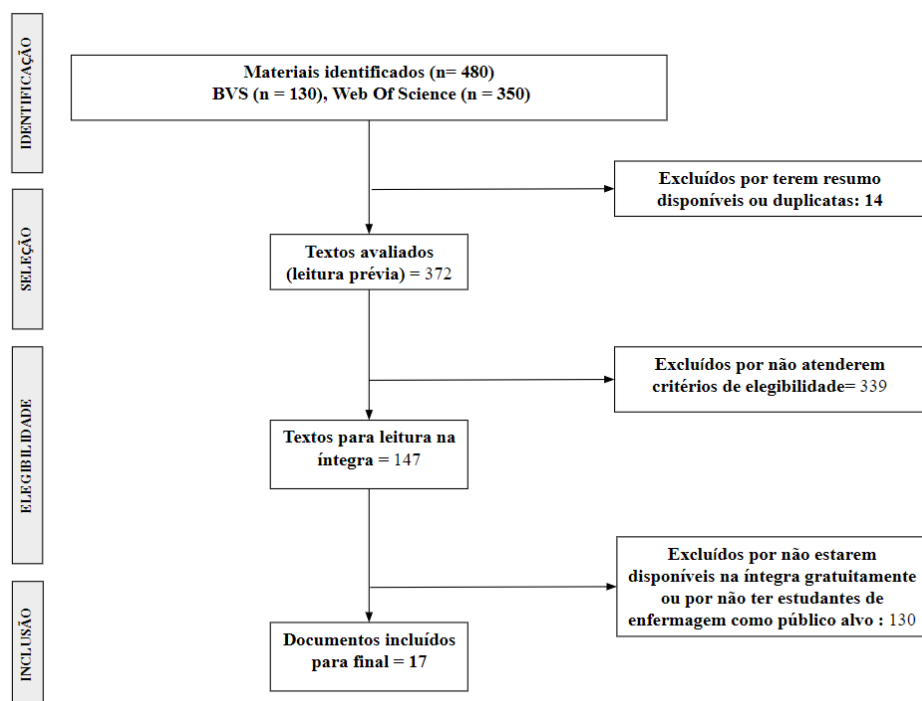 IDENTIFICAÇÃO
Materiais identificados (n= 480)
BVS (n = 130), Web Of Science (n = 350)
Excluídos por terem resumo
disponíveis ou duplicatas: 14
SELEÇÃO
Textos avaliados
(leitura prévia) = 372
Excluídos por não atenderem
critérios de elegibilidade= 339
ELEGIBILIDADE
Textos para leitura na
íntegra = 147
Excluídos por não estarem
disponíveis na íntegra gratuitamente
ou por não ter estudantes de
enfermagem como público alvo : 130
INCLUSÃO
Documentos incluídos
para final = 17